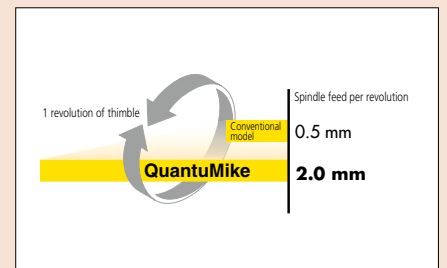 Spindle feed per revolution
1 revolution of thimble
Conventional
model
0.5 mm
QuantuMike
2.0 mm